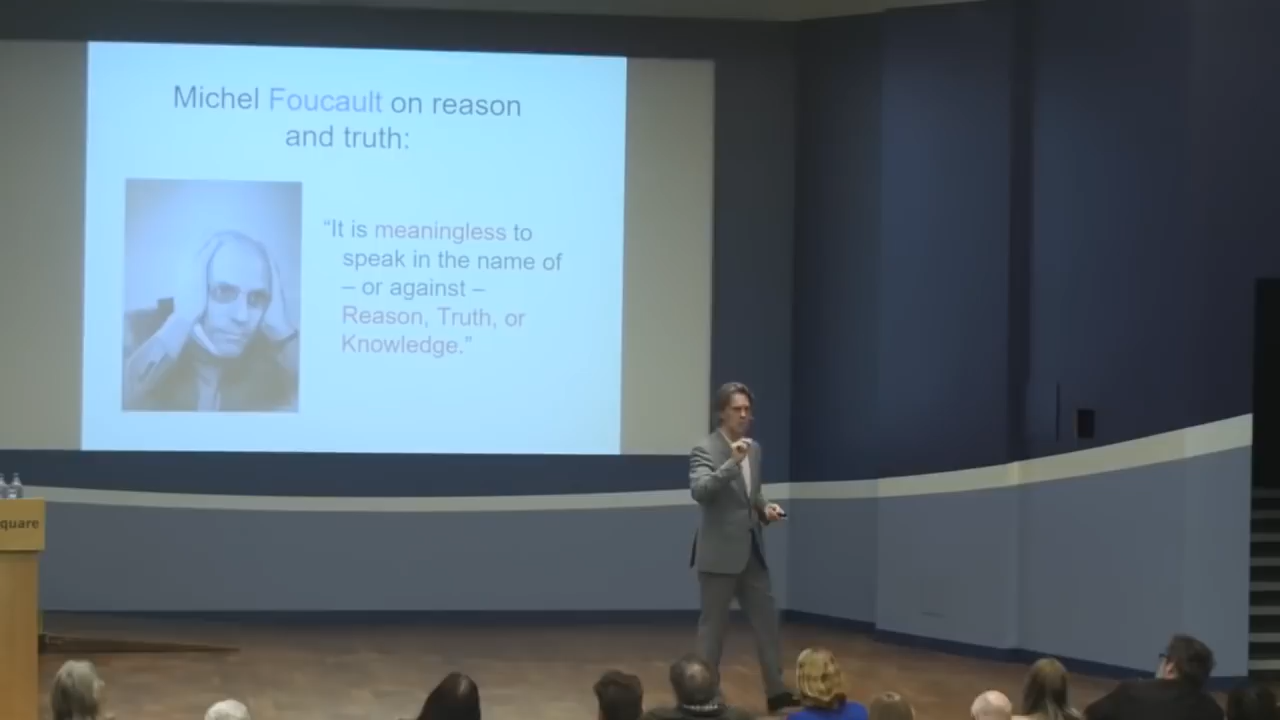 Michel Foucault on reason
and truth:
“It is meaningless to
speak in the name of
– or against –
Reason, Truth, or
Knowledge.”
quare